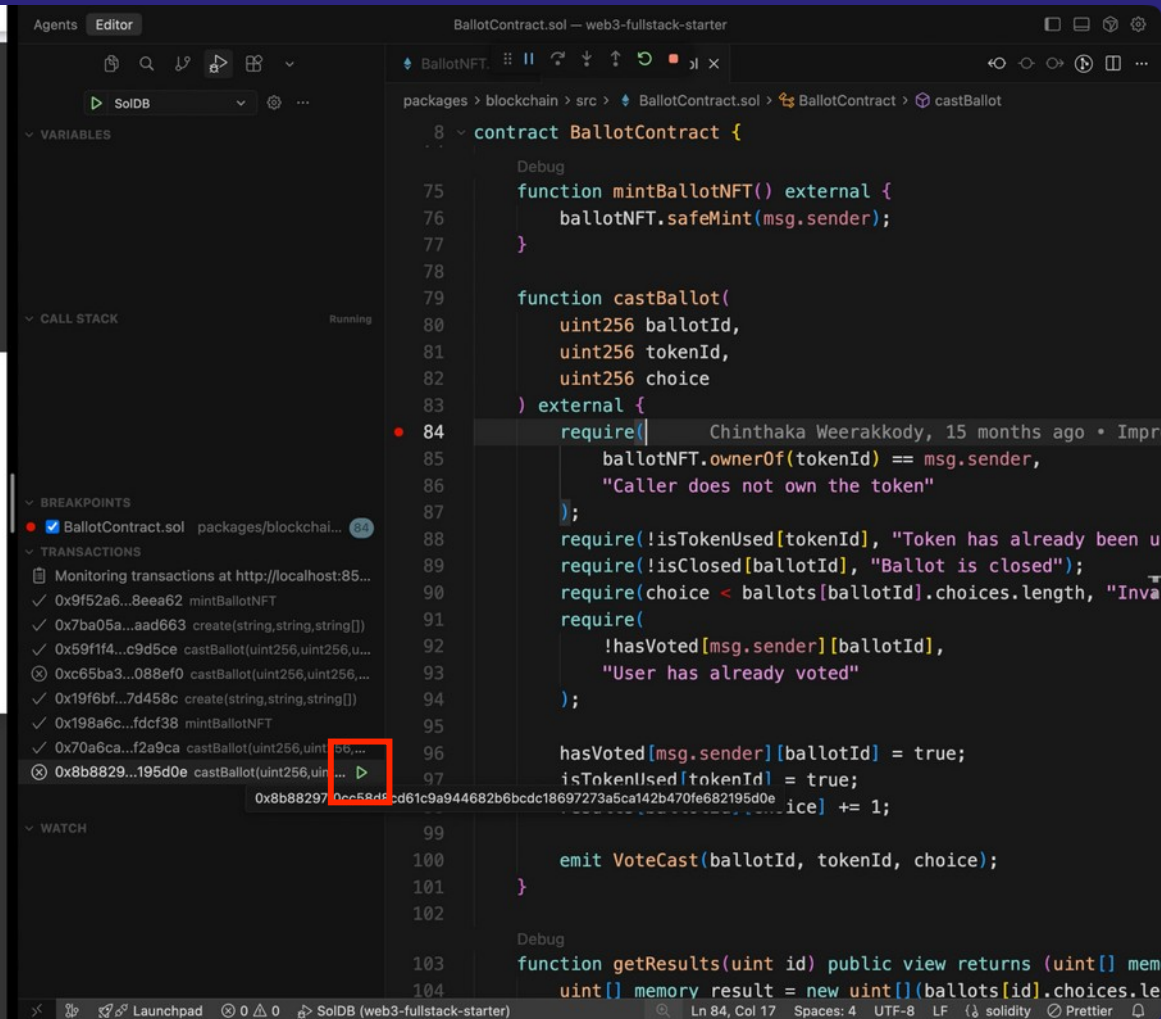 Agents Editor BallotContract.sol — web3-fullstack-starter
SolDB
BallotNFT.
packages > blockchain > src > BallotContract.sol > BallotContract > castBallot
VARIABLES
CALL STACK Running
BREAKPOINTS
BallotContract.sol packages/blockchai... 84
TRANSACTIONS
Monitoring transactions at http://localhost:85...
0x9f52a6...8eea62 mintBallotNFT
0x7ba05a...aad663 create(string,string,string[])
0x59f1f4...c9d5ce castBallot(uint256,uint256,u...
0xc65ba3...088ef0 castBallot(uint256,uint256,...
0x19f6bf...7d458c create(string,string,string[])
0x198a6c...fdcf38 mintBallotNFT
0x70a6ca...f2a9ca castBallot(uint256,uint256,...
0x8b8829...195d0e castBallot(uint256,uin...
WATCH
8 contract BallotContract {
Debug
75 function mintBallotNFT() external {
76 ballotNFT.safeMint(msg.sender);
77 }
78
79 function castBallot(
80 uint256 ballotId,
81 uint256 tokenId,
82 uint256 choice
83 ) external {
84 require( Chinthaka Weerakkody, 15 months ago • Impr
85 ballotNFT.ownerOf(tokenId) == msg.sender,
86 "Caller does not own the token"
87 );
88 require(!isTokenUsed[tokenId], "Token has already been u
89 require(!isClosed[ballotId], "Ballot is closed");
90 require(choice < ballots[ballotId].choices.length, "Inva
91 require(
92 !hasVoted[msg.sender][ballotId],
93 "User has already voted"
94 );
95
96 hasVoted[msg.sender][ballotId] = true;
97 isTokenUsed[tokenId] = true;
ice] += 1;
99
100 emit VoteCast(ballotId, tokenId, choice);
101 }
102
Debug
103 function getResults(uint id) public view returns (uint[] mem
104 uint[] memory result = new uint[](ballots[id].choices.le
Launchpad 0 0 SolDB (web3-fullstack-starter) Ln 84, Col 17 Spaces: 4 UTF-8 LF solidity Prettier